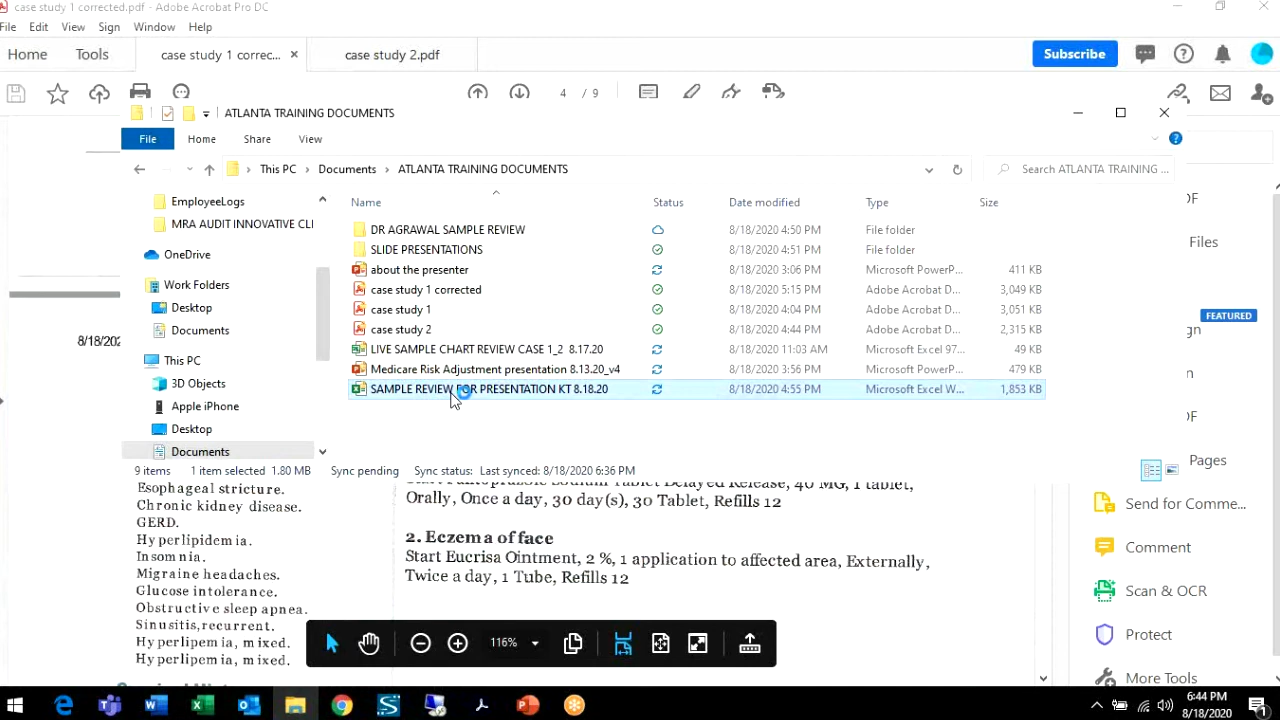 case study 1 corrected.pdf - Adobe Acrobat Pro DC
File Edit View Sign Window Help
Home Tools case study 1 correc... × case study 2.pdf Subscribe
4 / 9
ATLANTA TRAINING DOCUMENTS
File Home Share View
This PC > Documents > ATLANTA TRAINING DOCUMENTS Search ATLANTA TRAINING ...
Name Status Date modified Type Size
EmployeeLogs
MRA AUDIT INNOVATIVE CLI
OneDrive
Work Folders
Desktop
Documents
This PC
3D Objects
Apple iPhone
Desktop
Documents
DR AGRAWAL SAMPLE REVIEW 8/18/2020 4:50 PM File folder
SLIDE PRESENTATIONS 8/18/2020 4:51 PM File folder
about the presenter 8/18/2020 3:06 PM Microsoft PowerP... 411 KB
case study 1 corrected 8/18/2020 5:15 PM Adobe Acrobat D... 3,049 KB
case study 1 8/18/2020 4:04 PM Adobe Acrobat D... 3,051 KB
case study 2 8/18/2020 4:44 PM Adobe Acrobat D... 2,315 KB
LIVE SAMPLE CHART REVIEW CASE 1_2 8.17.20 8/18/2020 11:03 AM Microsoft Excel 97... 49 KB
Medicare Risk Adjustment presentation 8.13.20_v4 8/18/2020 3:56 PM Microsoft PowerP... 479 KB
SAMPLE REVIEW FOR PRESENTATION KT 8.18.20 8/18/2020 4:55 PM Microsoft Excel W... 1,853 KB
9 items 1 item selected 1.80 MB Sync pending Sync status: Last synced: 8/18/2020 6:36 PM
8/18/202
DF
Files
FEATURED
gn
n
DF
Pages
Send for Comme...
Comment
Scan & OCR
Protect
More Tools
Esophageal stricture.
Chronic kidney disease.
GERD.
Hyperlipidemia.
Insomnia.
Migraine headaches.
Glucose intolerance.
Obstructive sleep apnea.
Sinusitis,recurrent.
Hyperlipemia, mixed.
Hyperlipemia, mixed.
Start Pantoprazole Sodium Tablet Delayed Release, 40 MG, 1 tablet,
Orally, Once a day, 30 day(s), 30 Tablet, Refills 12
2. Eczema of face
Start Eucrisa Ointment, 2 %, 1 application to affected area, Externally,
Twice a day, 1 Tube, Refills 12
116%
6:44 PM
8/18/2020
1